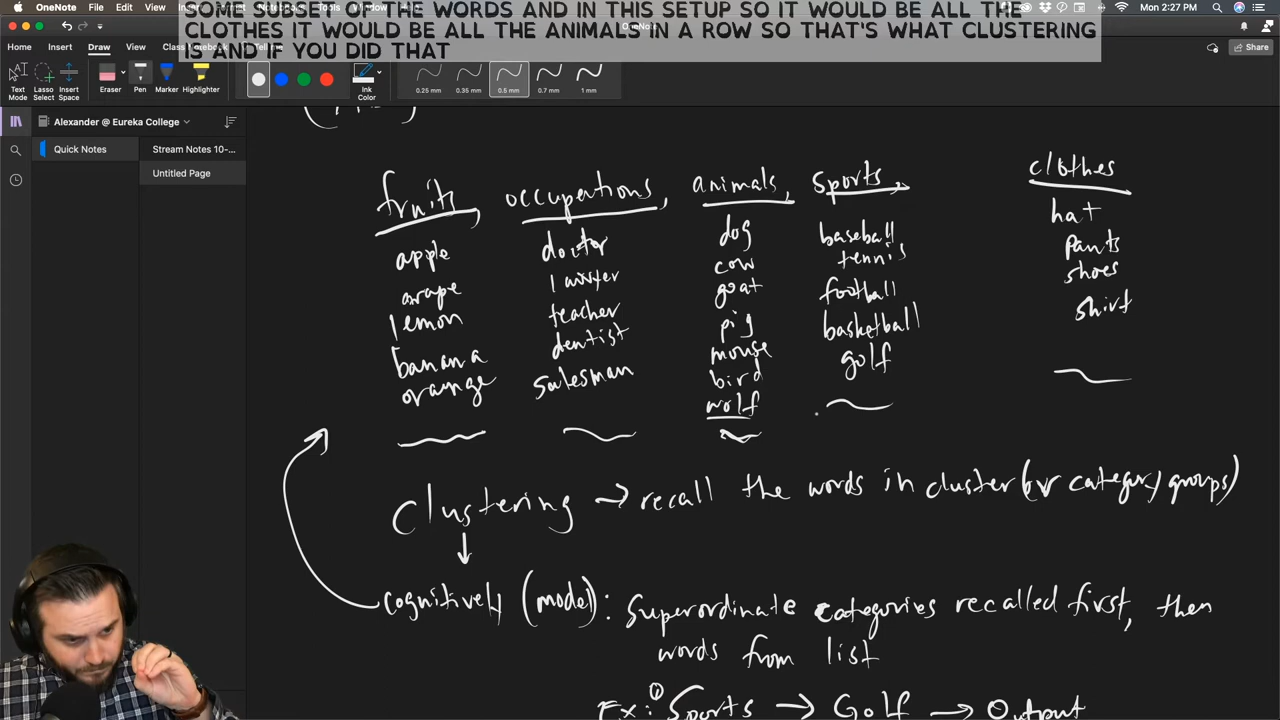 OneNote File Edit View
Mon 2:27 PM
SOME SUBSET OF THE WORDS AND IN THIS SETUP SO IT WOULD BE ALL THE
CLOTHES IT WOULD BE ALL THE ANIMALS IN A ROW SO THAT'S WHAT CLUSTERING
IS AND IF YOU DID THAT
Home Insert Draw
Share
Text Mode
Lasso Select
Insert Space
Eraser
Pen
Marker
Highlighter
Ink Color
0.25 mm 0.35 mm 0.5 mm 0.7 mm 1 mm
Alexander @ Eureka College
Quick Notes
Stream Notes 10-...
Untitled Page
fruits, occupations, animals, sports, clothes
apple
grape
lemon
banana
orange
doctor
lawyer
teacher
dentist
salesman
dog
cow
goat
pig
mouse
bird
wolf
baseball
tennis
football
basketball
golf
hat
pants
shoes
shirt
Clustering → recall the words in cluster (or category/groups)
cognitively (model): Superordinate categories recalled first, then
words from list
Ex: ① Sports → Golf → Output